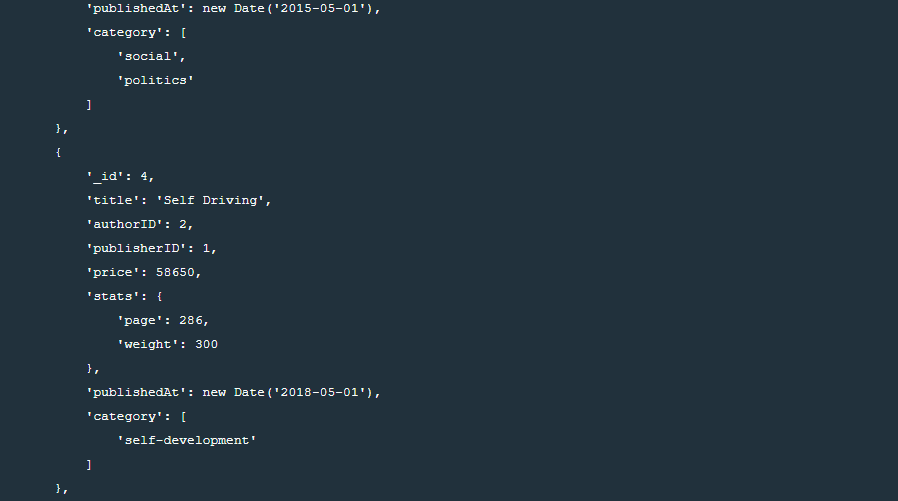 'publishedAt': new Date('2015-05-01'),
'category': [
'social',
'politics'
]
},
{
'_id': 4,
'title': 'Self Driving',
'authorID': 2,
'publisherID': 1,
'price': 58650,
'stats': {
'page': 286,
'weight': 300
},
'publishedAt': new Date('2018-05-01'),
'category': [
'self-development'
]
},